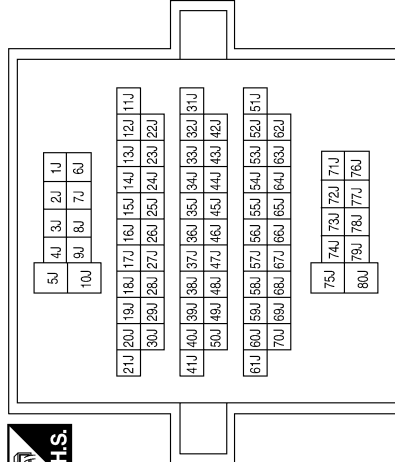 H.S.
5J 4J 3J 2J 1J
10J 9J 8J 7J 6J
21J 20J 19J 18J 17J 16J 15J 14J 13J 12J 11J
30J 29J 28J 27J 26J 25J 24J 23J 22J
41J 40J 39J 38J 37J 36J 35J 34J 33J 32J 31J
50J 49J 48J 47J 46J 45J 44J 43J 42J
61J 60J 59J 58J 57J 56J 55J 54J 53J 52J 51J
70J 69J 68J 67J 66J 65J 64J 63J 62J
75J 74J 73J 72J 71J
80J 79J 78J 77J 76J